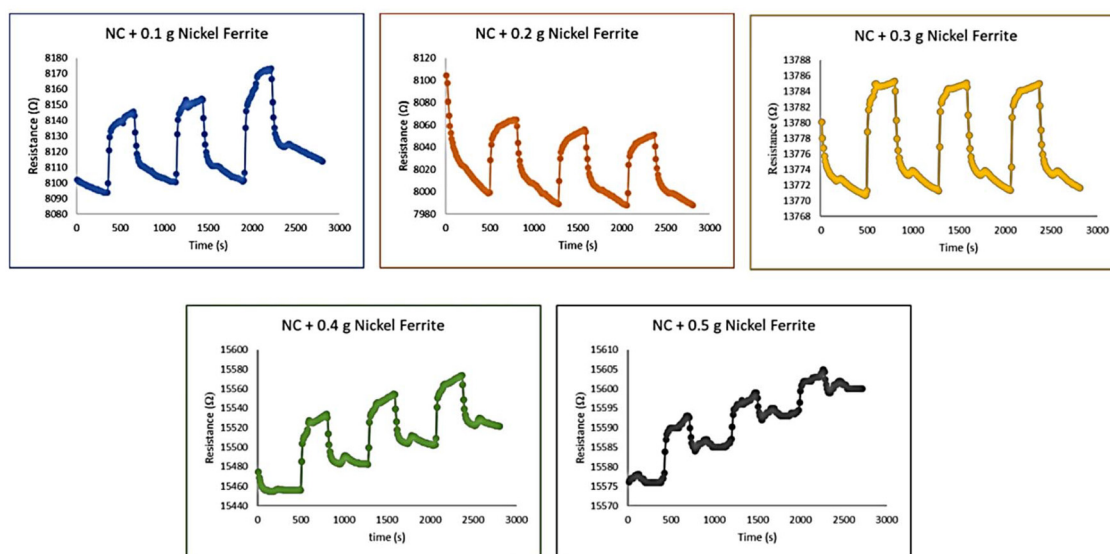 NC + 0.1 g Nickel Ferrite
8180
8170
8160
8150
8140
8130
8120
8110
8100
8090
8080
Resistance (Ω)
0 500 1000 1500 2000 2500 3000
Time (s)
NC + 0.2 g Nickel Ferrite
8120
8100
8080
8060
8040
8020
8000
7980
Resistance (Ω)
0 500 1000 1500 2000 2500 3000
Time (s)
NC + 0.3 g Nickel Ferrite
13788
13786
13784
13782
13780
13778
13776
13774
13772
13770
13768
Resistance (Ω)
0 500 1000 1500 2000 2500 3000
Time (s)
NC + 0.4 g Nickel Ferrite
15600
15580
15560
15540
15520
15500
15480
15460
15440
Resistance (Ω)
0 500 1000 1500 2000 2500 3000
time (s)
NC + 0.5 g Nickel Ferrite
15610
15605
15600
15595
15590
15585
15580
15575
15570
Resistance (Ω)
0 500 1000 1500 2000 2500 3000
Time (s)